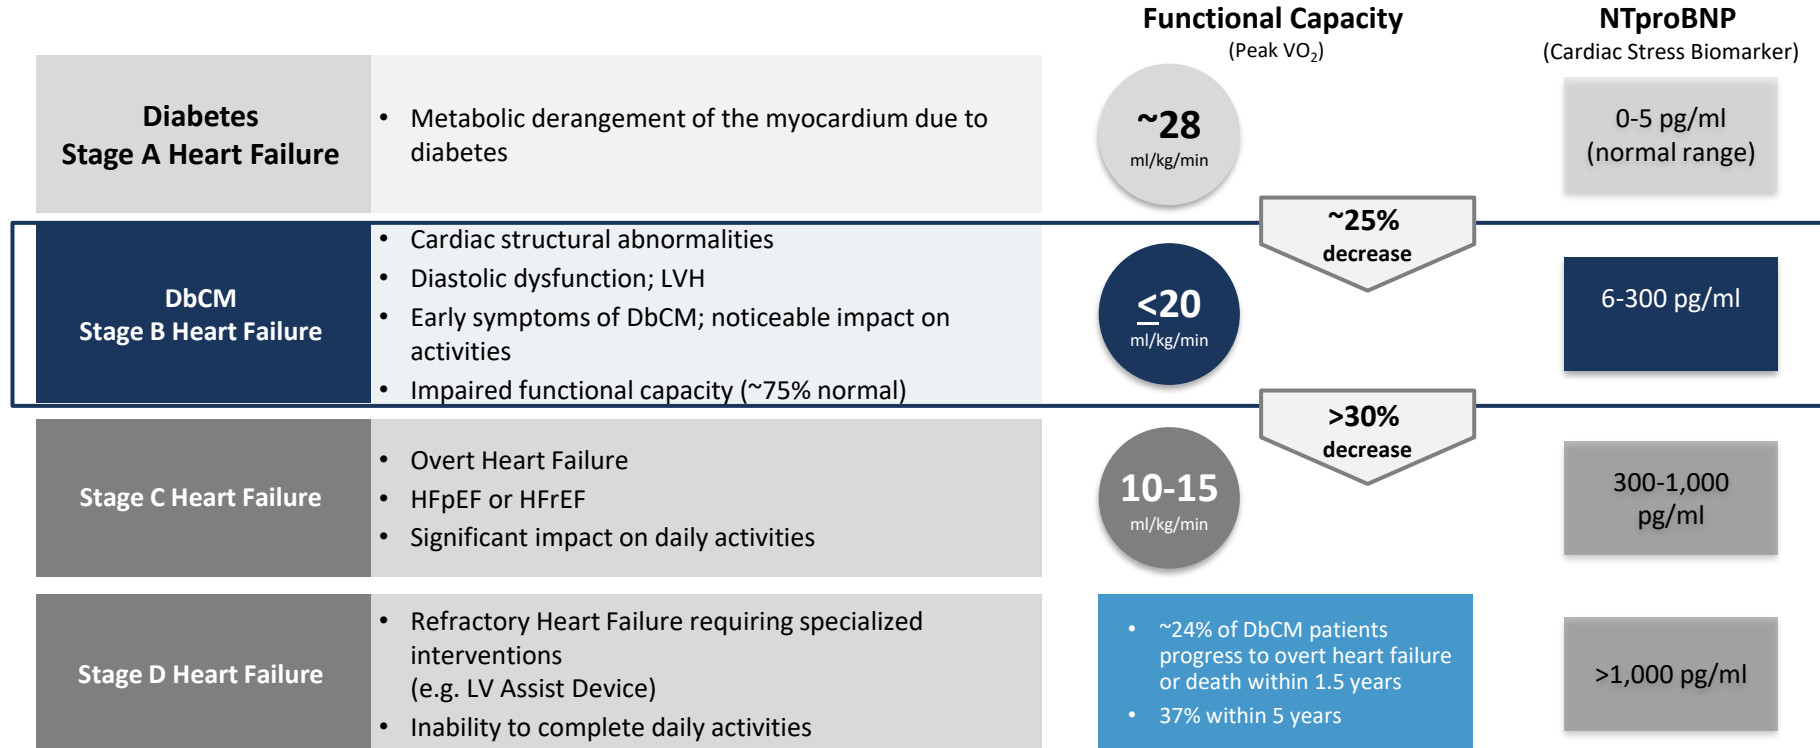 Functional Capacity
(Peak VO₂)
NTproBNP
(Cardiac Stress Biomarker)
Diabetes
Stage A Heart Failure
• Metabolic derangement of the myocardium due to
diabetes
~28
ml/kg/min
0-5 pg/ml
(normal range)
~25%
decrease
DbCM
Stage B Heart Failure
• Cardiac structural abnormalities
• Diastolic dysfunction; LVH
• Early symptoms of DbCM; noticeable impact on
activities
• Impaired functional capacity (~75% normal)
≤20
ml/kg/min
6-300 pg/ml
>30%
decrease
Stage C Heart Failure
• Overt Heart Failure
• HFpEF or HFrEF
• Significant impact on daily activities
10-15
ml/kg/min
300-1,000
pg/ml
Stage D Heart Failure
• Refractory Heart Failure requiring specialized
interventions
(e.g. LV Assist Device)
• Inability to complete daily activities
• ~24% of DbCM patients
progress to overt heart failure
or death within 1.5 years
• 37% within 5 years
>1,000 pg/ml